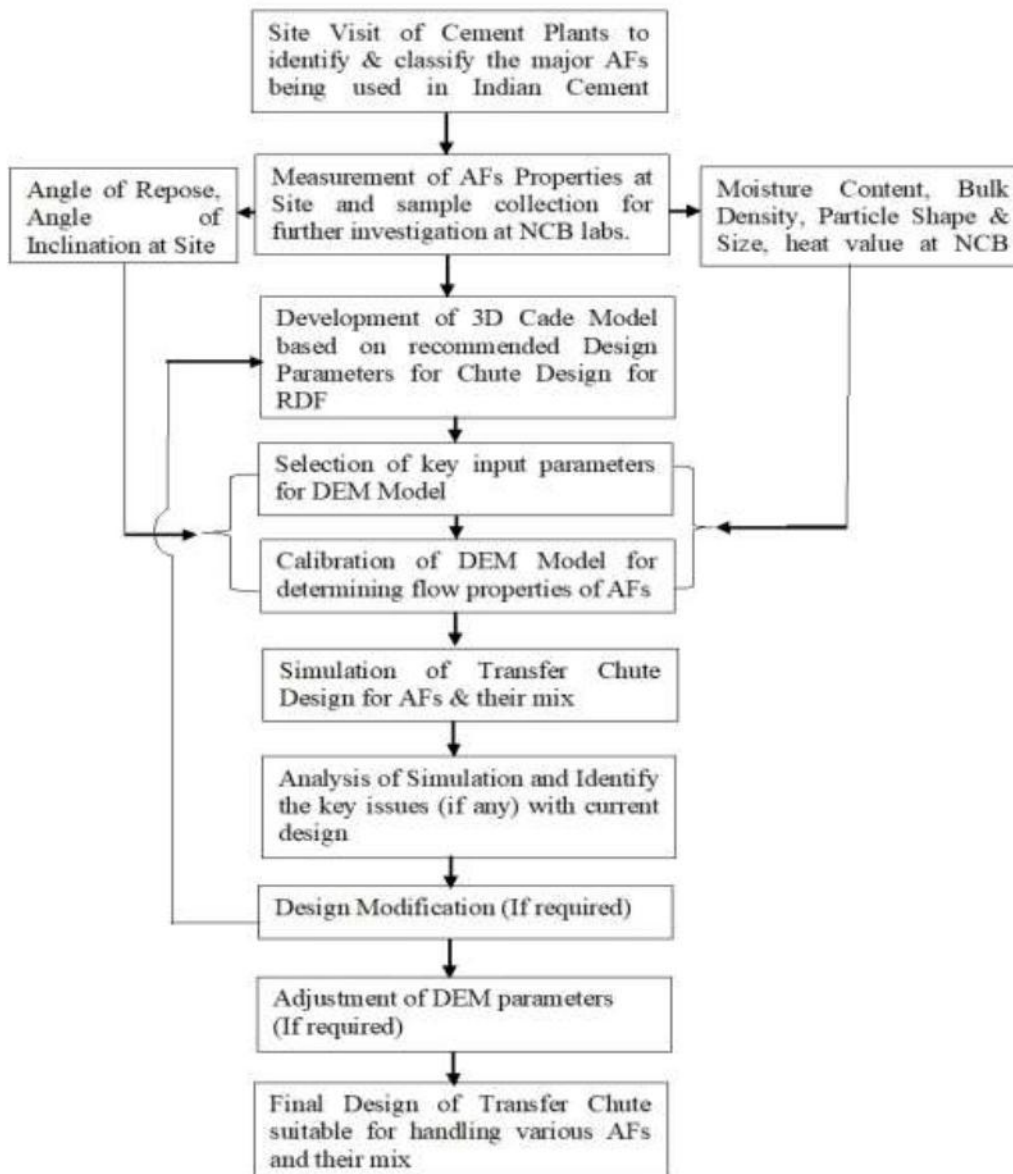 Site Visit of Cement Plants to
identify & classify the major AFs
being used in Indian Cement
Angle of Repose,
Angle of
Inclination at Site
Measurement of AFs Properties at
Site and sample collection for
further investigation at NCB labs.
Moisture Content, Bulk
Density, Particle Shape &
Size, heat value at NCB
Development of 3D Cade Model
based on recommended Design
Parameters for Chute Design for
RDF
Selection of key input parameters
for DEM Model
Calibration of DEM Model for
determining flow properties of AFs
Simulation of Transfer Chute
Design for AFs & their mix
Analysis of Simulation and Identify
the key issues (if any) with current
design
Design Modification (If required)
Adjustment of DEM parameters
(If required)
Final Design of Transfer Chute
suitable for handling various AFs
and their mix